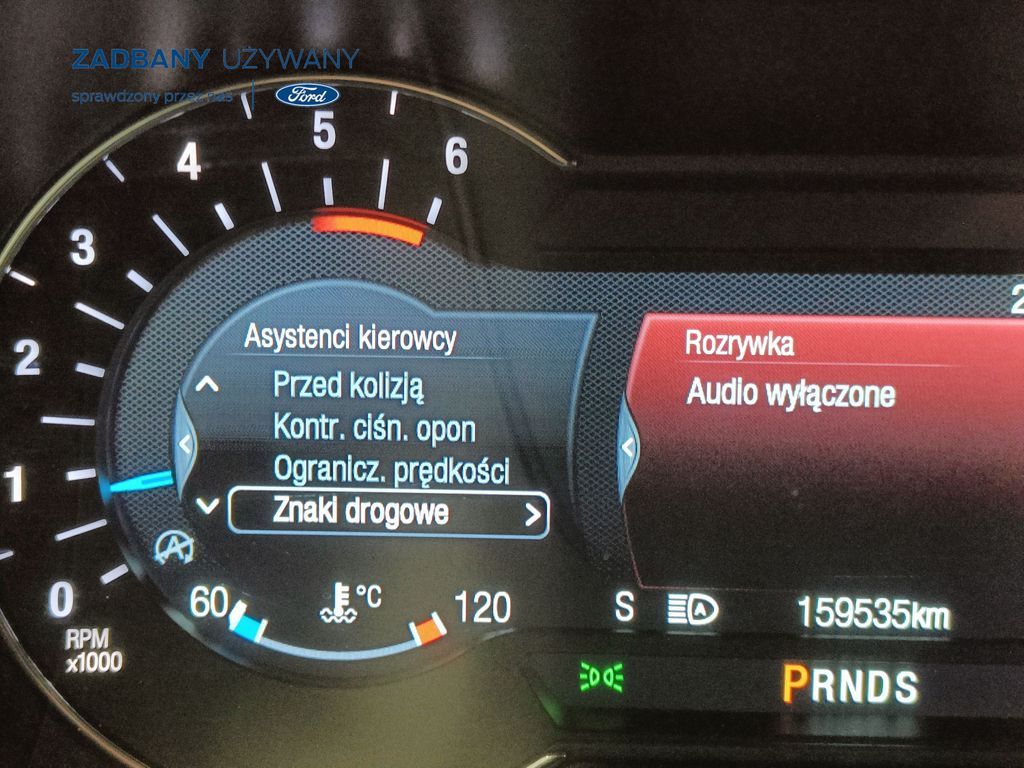 ZADBANY UŻYWANY
sprawdzony przez nas
Ford
0
1
2
3
4
5
6
RPM
x1000
Asystenci kierowcy
Przed kolizją
Kontr. ciśn. opon
Ogranicz. prędkości
Znaki drogowe
A
60
°C
120
2
Rozrywka
Audio wyłączone
S
A
159535km
PRNDS